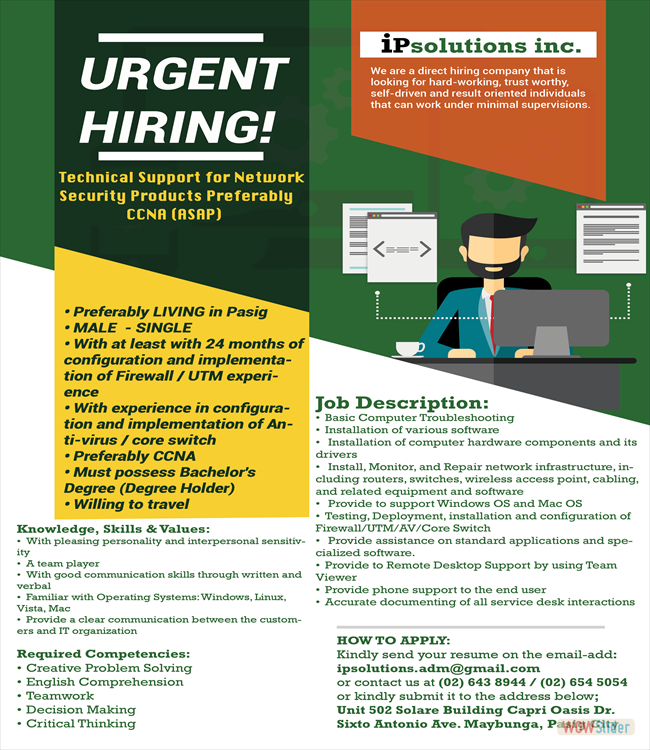 URGENT
HIRING!
Technical Support for Network
Security Products Preferably
CCNA (ASAP)
iPsolutions inc.
We are a direct hiring company that is
looking for hard-working, trust worthy,
self-driven and result oriented individuals
that can work under minimal supervisions.
• Preferably LIVING in Pasig
• MALE - SINGLE
• With at least with 24 months of
configuration and implementa-
tion of Firewall / UTM experi-
ence
• With experience in configura-
tion and implementation of An-
ti-virus / core switch
• Preferably CCNA
• Must possess Bachelor's
Degree (Degree Holder)
• Willing to travel
Knowledge, Skills & Values:
• With pleasing personality and interpersonal sensitiv-
ity
• A team player
• With good communication skills through written and
verbal
• Familiar with Operating Systems: Windows, Linux,
Vista, Mac
• Provide a clear communication between the custom-
ers and IT organization
Required Competencies:
• Creative Problem Solving
• English Comprehension
• Teamwork
• Decision Making
• Critical Thinking
Job Description:
• Basic Computer Troubleshooting
• Installation of various software
• Installation of computer hardware components and its
drivers
• Install, Monitor, and Repair network infrastructure, in-
cluding routers, switches, wireless access point, cabling,
and related equipment and software
• Provide to support Windows OS and Mac OS
• Testing, Deployment, installation and configuration of
Firewall/UTM/AV/Core Switch
• Provide assistance on standard applications and spe-
cialized software.
• Provide to Remote Desktop Support by using Team
Viewer
• Provide phone support to the end user
• Accurate documenting of all service desk interactions
HOW TO APPLY:
Kindly send your resume on the email-add:
ipsolutions.adm@gmail.com
or contact us at (02) 643 8944 / (02) 654 5054
or kindly submit it to the address below;
Unit 502 Solare Building Capri Oasis Dr.
Sixto Antonio Ave. Maybunga, Pasig City
WOW Slider